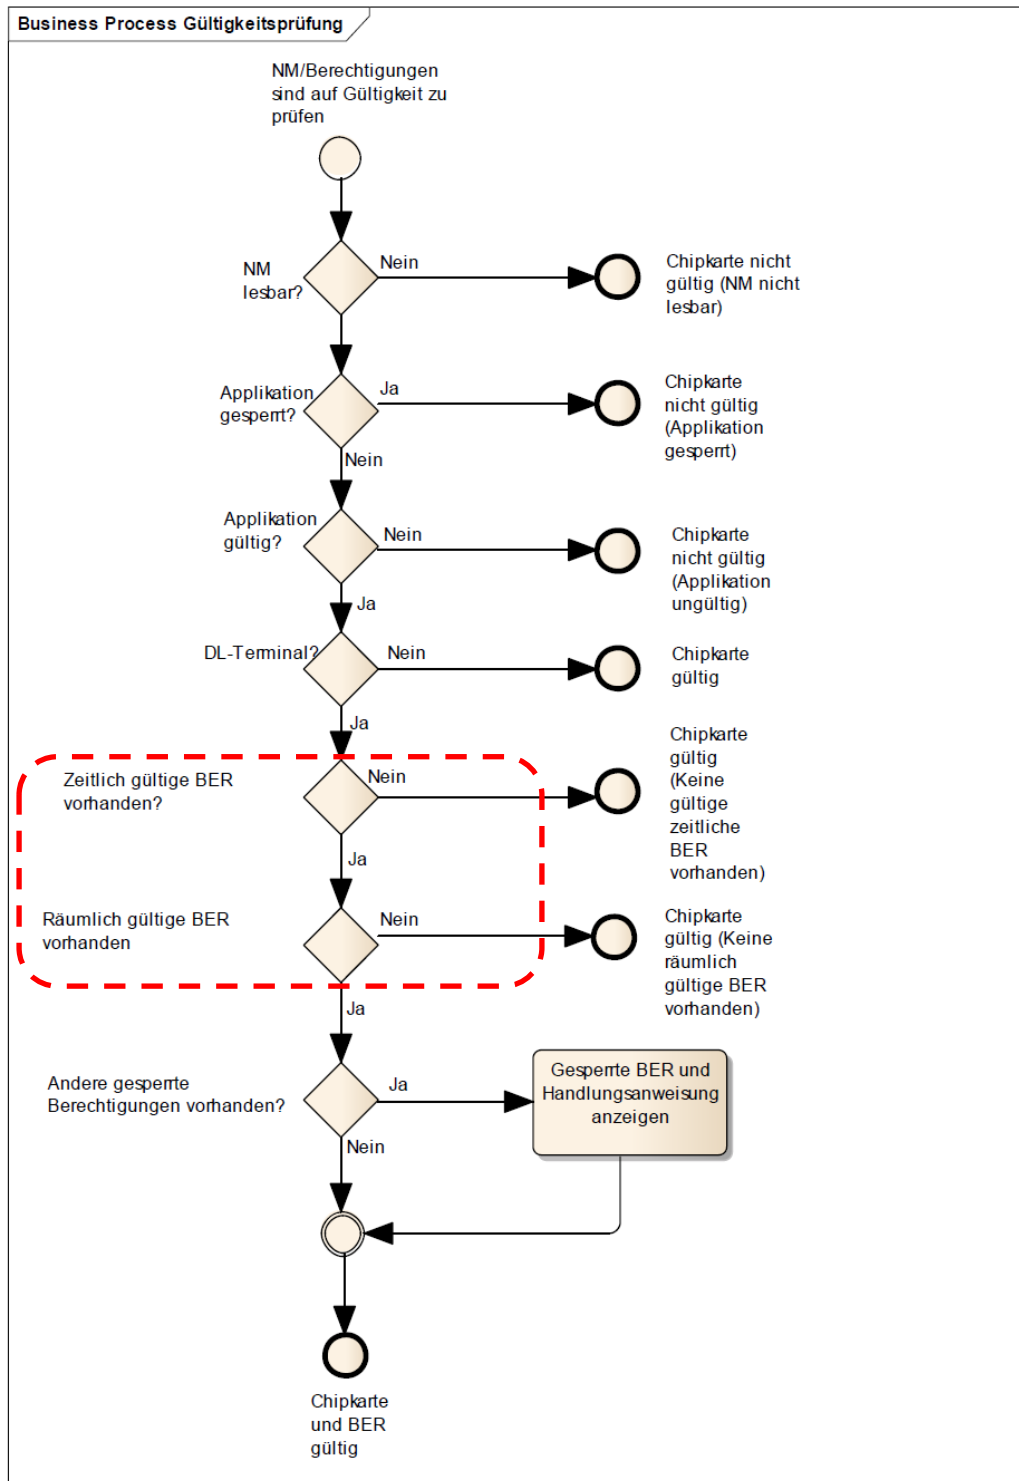 Business Process Gültigkeitsprüfung
NM/Berechtigungen
sind auf Gültigkeit zu
prüfen
NM
lesbar?
Nein
Chipkarte nicht
gültig (NM nicht
lesbar)
Applikation
gesperrt?
Ja
Chipkarte
nicht gültig
(Applikation
gesperrt)
Nein
Applikation
gültig?
Nein
Chipkarte
nicht gültig
(Applikation
ungültig)
Ja
DL-Terminal?
Nein
Chipkarte
gültig
Ja
Zeitlich gültige BER
vorhanden?
Nein
Chipkarte
gültig
(Keine
gültige
zeitliche
BER
vorhanden)
Ja
Räumlich gültige BER
vorhanden
Nein
Chipkarte
gültig (Keine
räumlich
gültige BER
vorhanden)
Ja
Andere gesperrte
Berechtigungen vorhanden?
Ja
Gesperrte BER und
Handlungsanweisung
anzeigen
Nein
Chipkarte
und BER
gültig